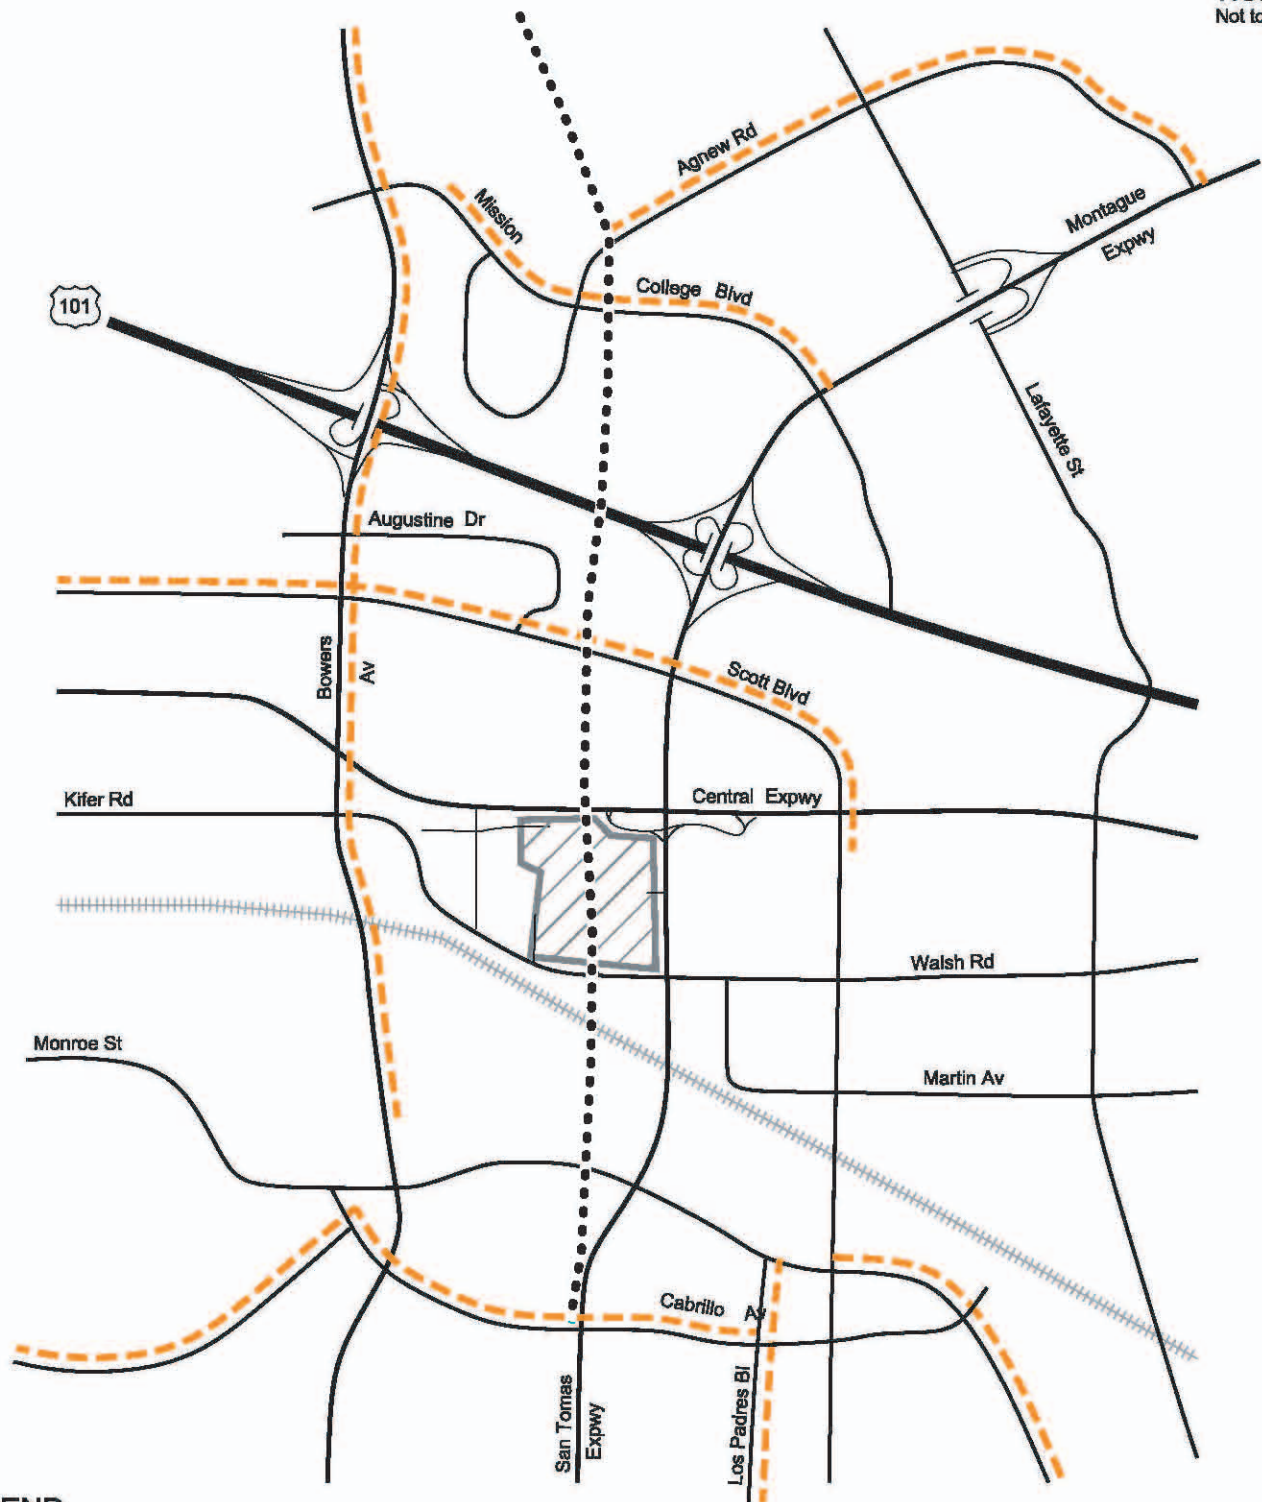 Not to
Agnew Rd
Mission
College Blvd
Montague
Expwy
101
Lafayette St
Augustine Dr
Bowers
Av
Scott Blvd
Kifer Rd
Central Expwy
Walsh Rd
Monroe St
Martin Av
Cabrillo Av
San Tomas
Expwy
Los Padres Bl